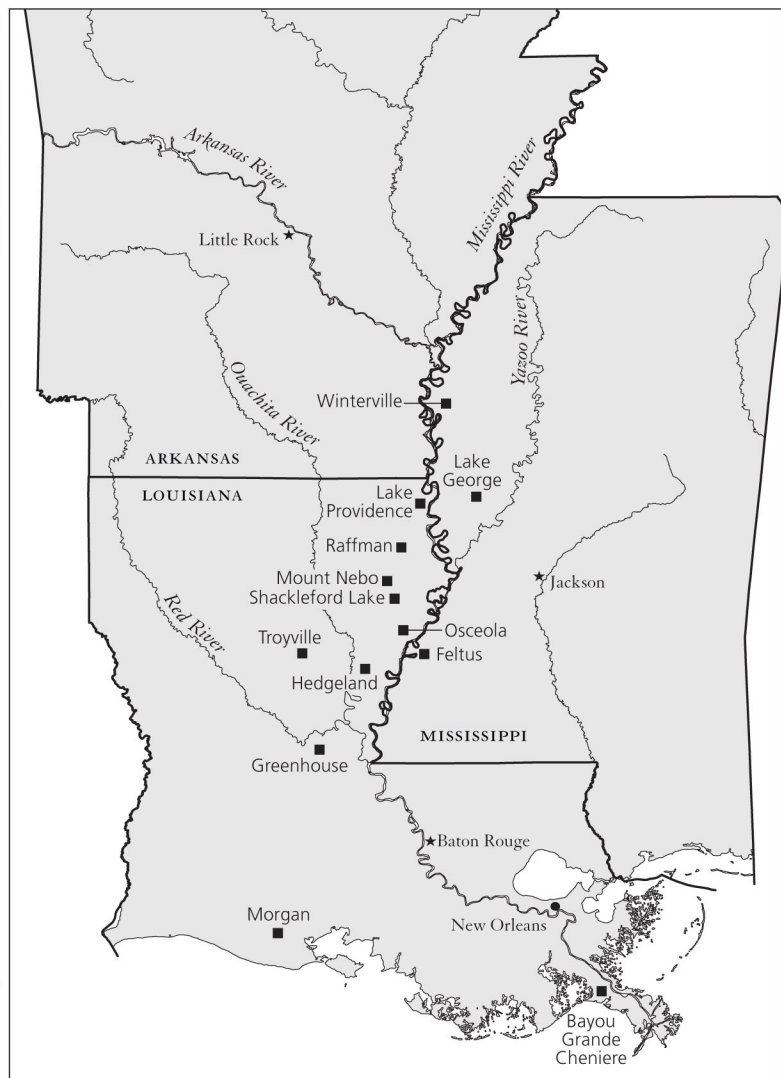 Arkansas River
Mississippi River
Little Rock
Yazoo River
Ouachita River
Winterville
ARKANSAS
LOUISIANA
Lake
George
Lake
Providence
Raffman
Mount Nebo
Shackleford Lake
Jackson
Red River
Osceola
Troyville
Feltus
Hedgeland
MISSISSIPPI
Greenhouse
Baton Rouge
Morgan
New Orleans
Bayou
Grande
Cheniere